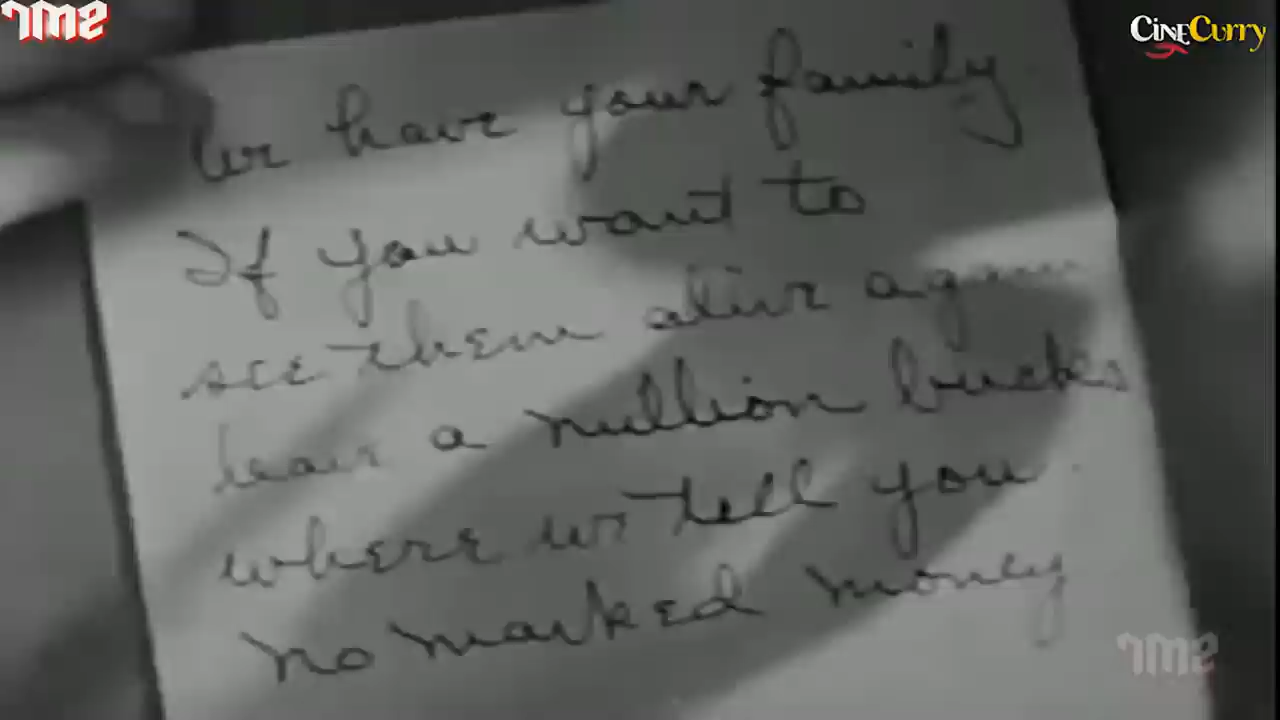 CineCurry
We have your family
If you want to
see them alive again
leave a million bucks
where we tell you
no marked money